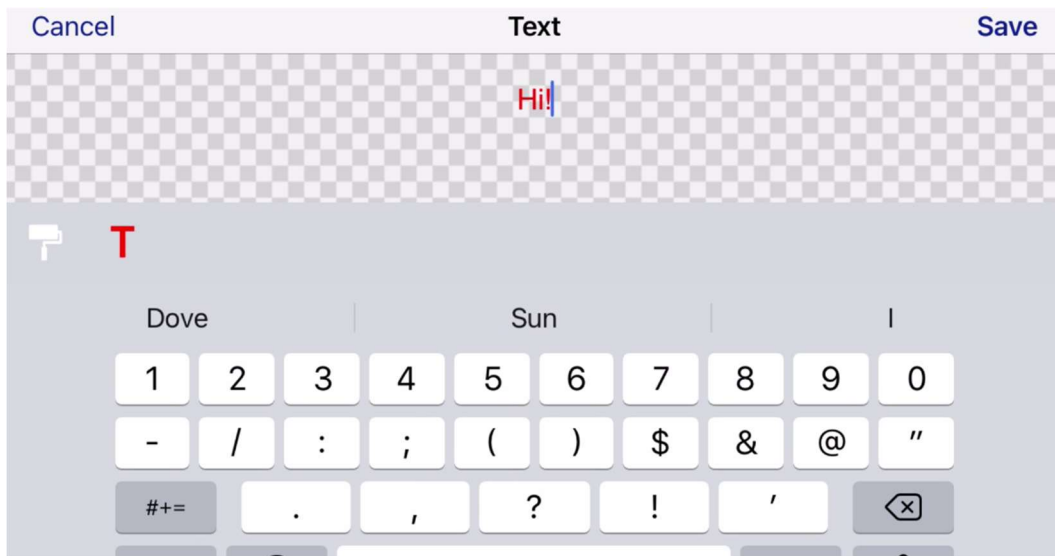 Cancel Text Save
Hi!
T
Dove Sun I
1 2 3 4 5 6 7 8 9 0
- / : ; ( ) $ & @ "
#+= . , ? ! '